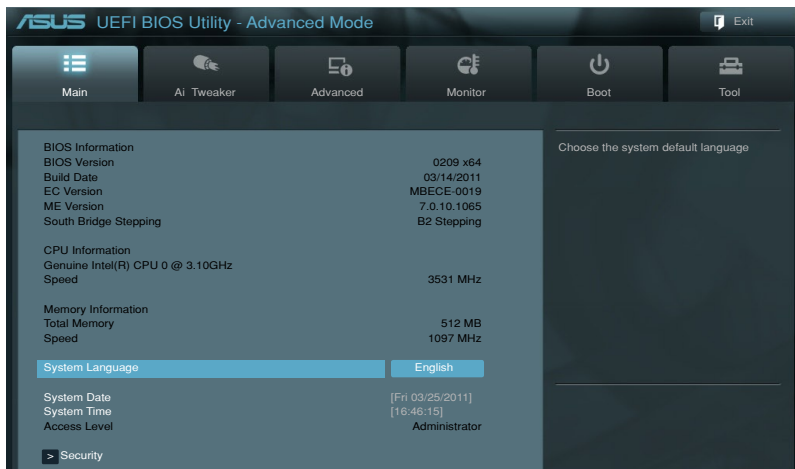 ASUS UEFI BIOS Utility - Advanced Mode
Exit
Main
Ai Tweaker
Advanced
Monitor
Boot
Tool
BIOS Information
BIOS Version 0209 x64
Build Date 03/14/2011
EC Version MBECE-0019
ME Version 7.0.10.1065
South Bridge Stepping B2 Stepping
CPU Information
Genuine Intel(R) CPU 0 @ 3.10GHz
Speed 3531 MHz
Memory Information
Total Memory 512 MB
Speed 1097 MHz
System Language English
System Date [Fri 03/25/2011]
System Time [16:46:15]
Access Level Administrator
> Security
Choose the system default language